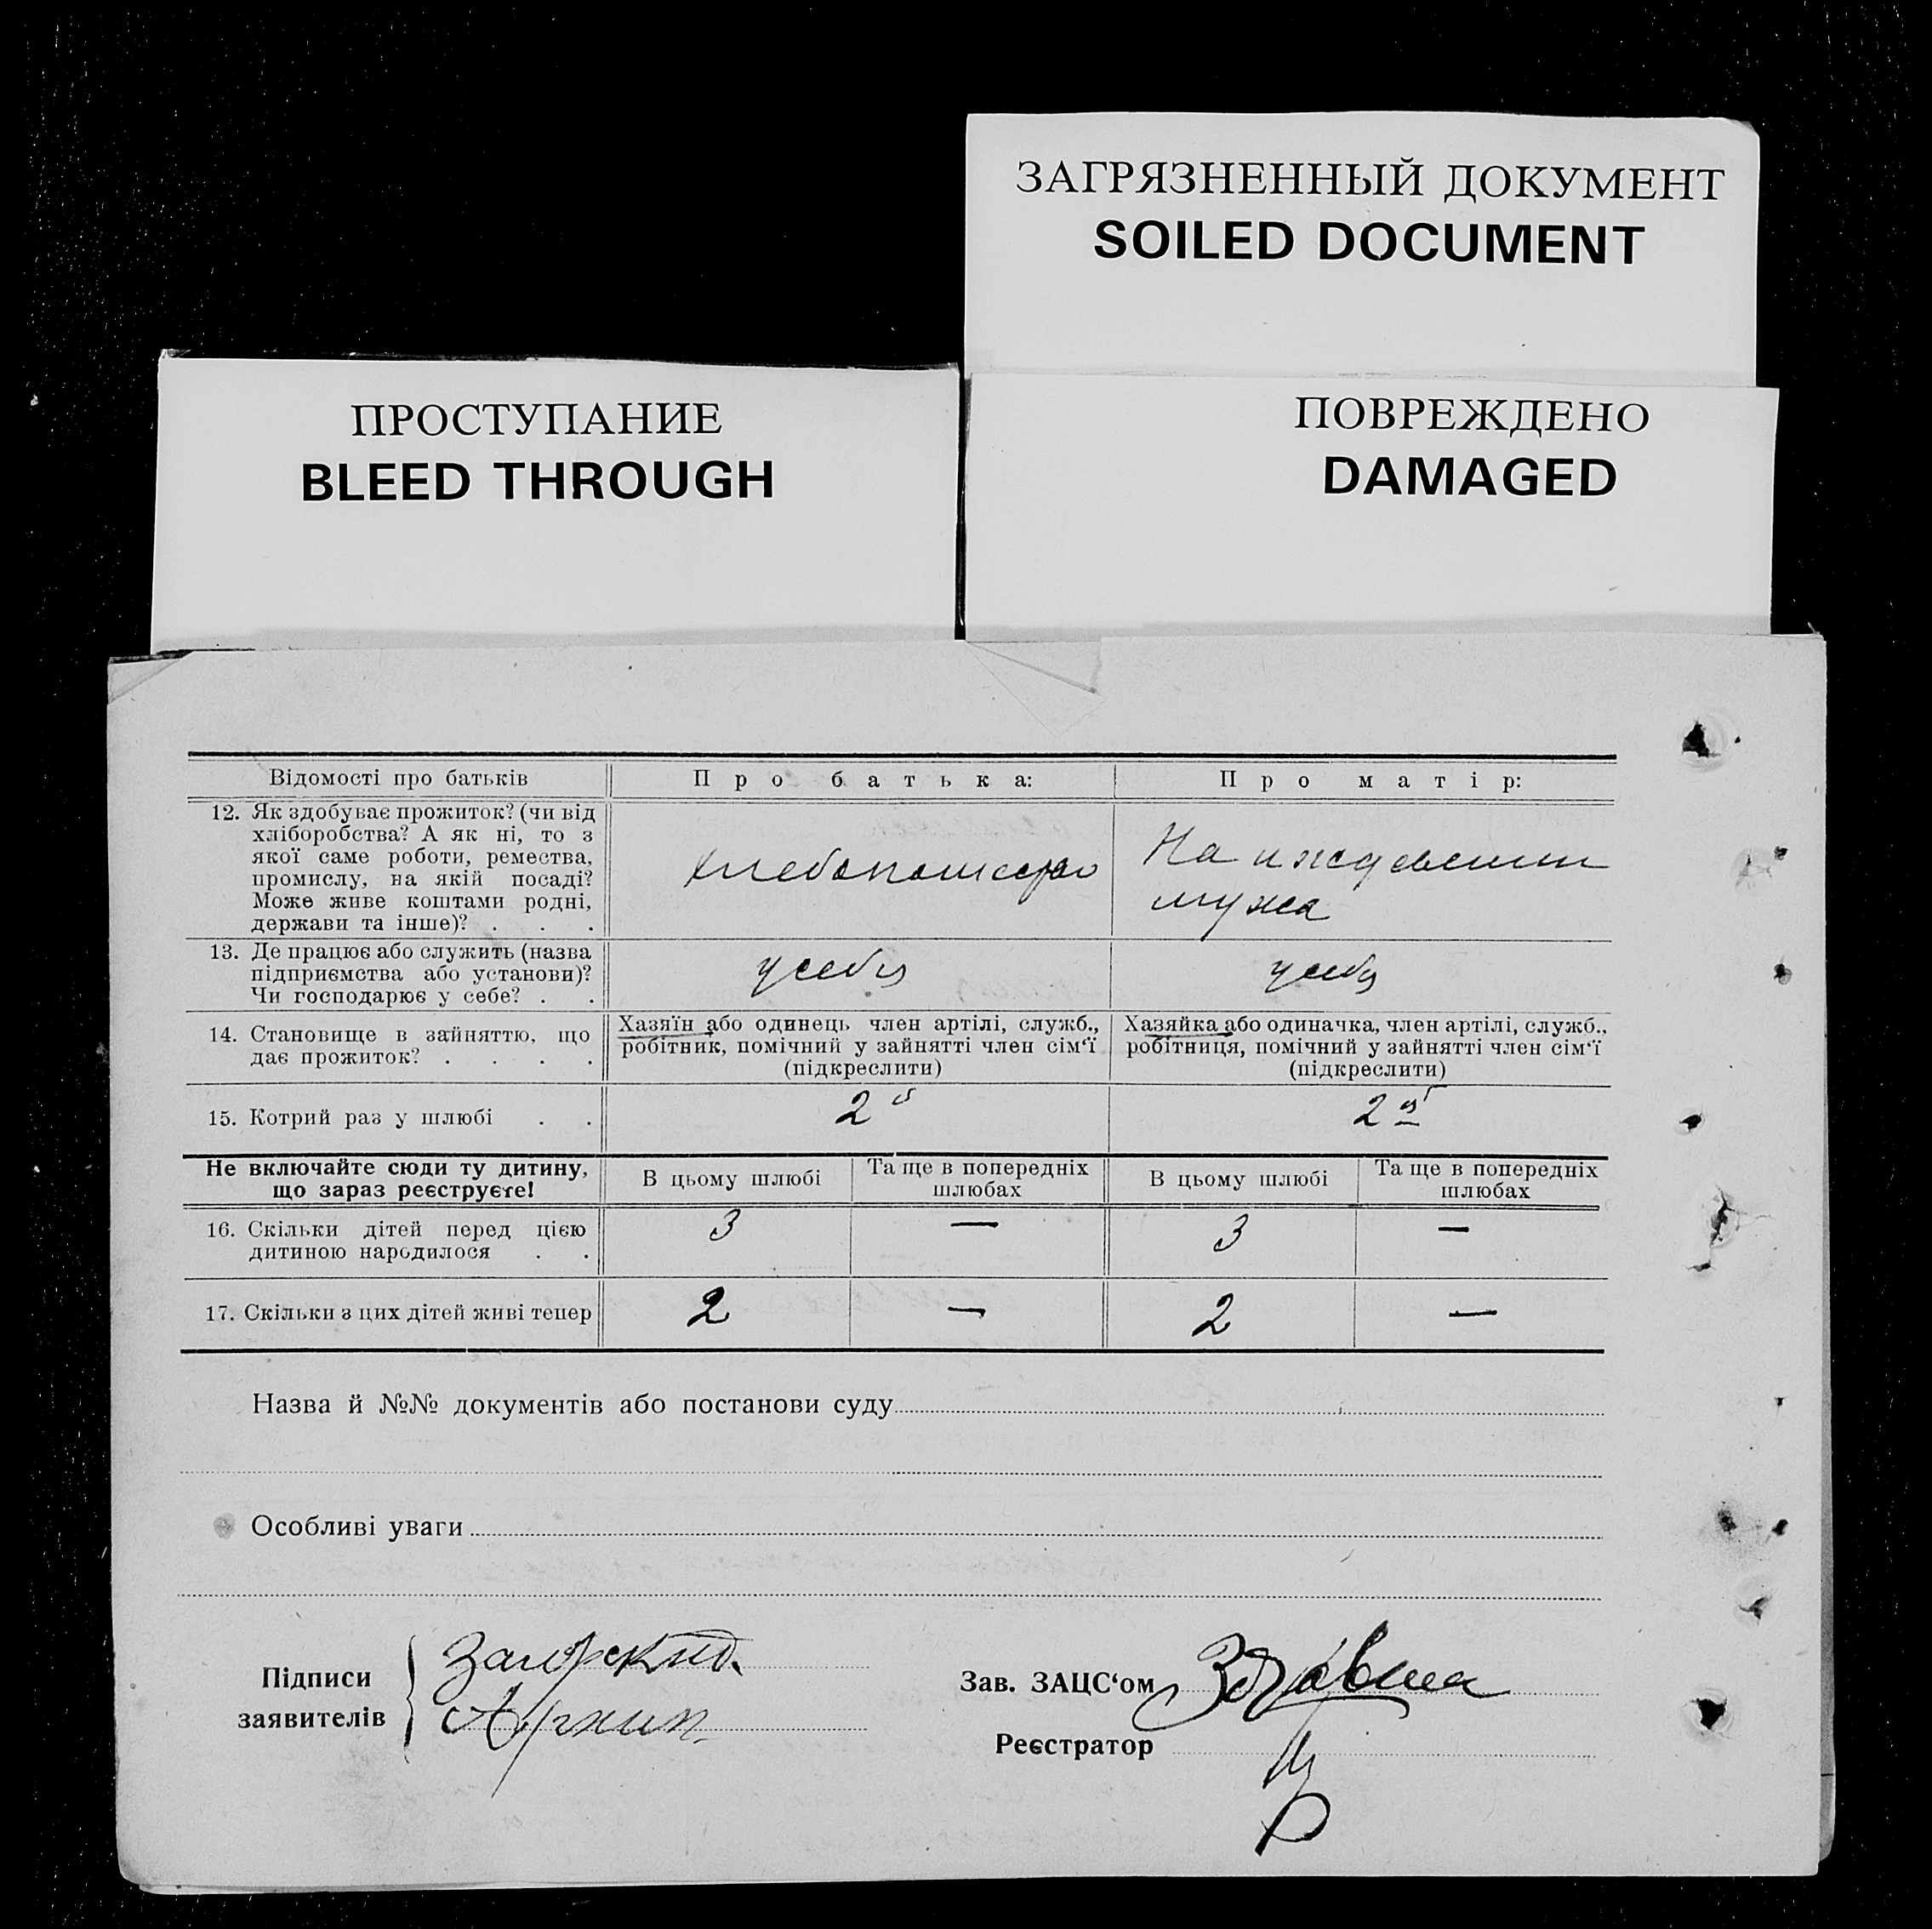 ЗАГРЯЗНЕННЫЙ ДОКУМЕНТ
SOILED DOCUMENT
ПРОСТУПАНИЕ
BLEED THROUGH
ПОВРЕЖДЕНО
DAMAGED
Відомості про батьків
Про батька:
Про матір:
12. Як здобуває прожиток? (чи від
хліборобства? А як ні, то з
якої саме роботи, ремества,
промислу, на якій посаді?
Може живе коштами родні,
держави та інше)? . . .
На иждевении
мужа
13. Де працює або служить (назва
підприємства або установи)?
Чи господарює у себе? . .
у себя
у себя
14. Становище в зайняттю, що
дає прожиток? . . . .
Хазяїн або одинець член артілі, служб.,
робітник, помічний у зайнятті член сім‘ї
(підкреслити)
Хазяйка або одиначка, член артілі, служб.,
робітниця, помічний у зайнятті член сім‘ї
(підкреслити)
15. Котрий раз у шлюбі . .
2й
2й
Не включайте сюди ту дитину,
що зараз реєструєте!
В цьому шлюбі
Та ще в попередніх
шлюбах
В цьому шлюбі
Та ще в попередніх
шлюбах
16. Скільки дітей перед цією
дитиною народилося . .
3
—
3
—
17. Скільки з цих дітей живі тепер
2
—
2
—
Назва й №№ документів або постанови суду
Особливі уваги
Підписи
заявителів
Зав. ЗАЦС‘ом
Реєстратор